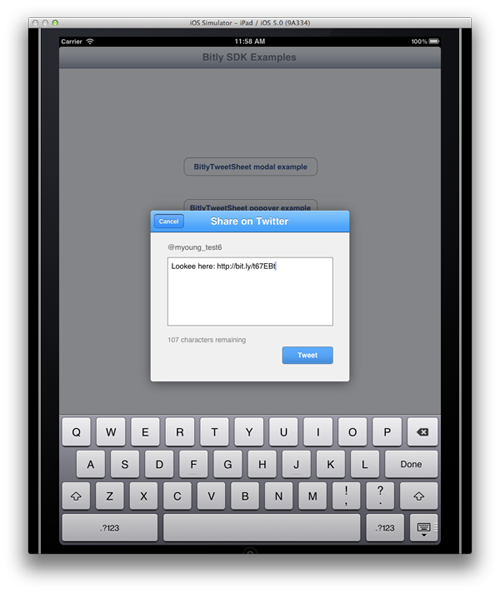 iOS Simulator - iPad / iOS 5.0 (9A334)
Carrier 11:58 AM 100%
Bitly SDK Examples
BitlyTweetSheet modal example
BitlyTweetSheet popover example
Cancel Share on Twitter
@myoung_test6
Lookee here: http://bit.ly/t67EBt
107 characters remaining
Tweet
Q W E R T Y U I O P
A S D F G H J K L Done
Z X C V B N M ! , ? .
.?123 .?123